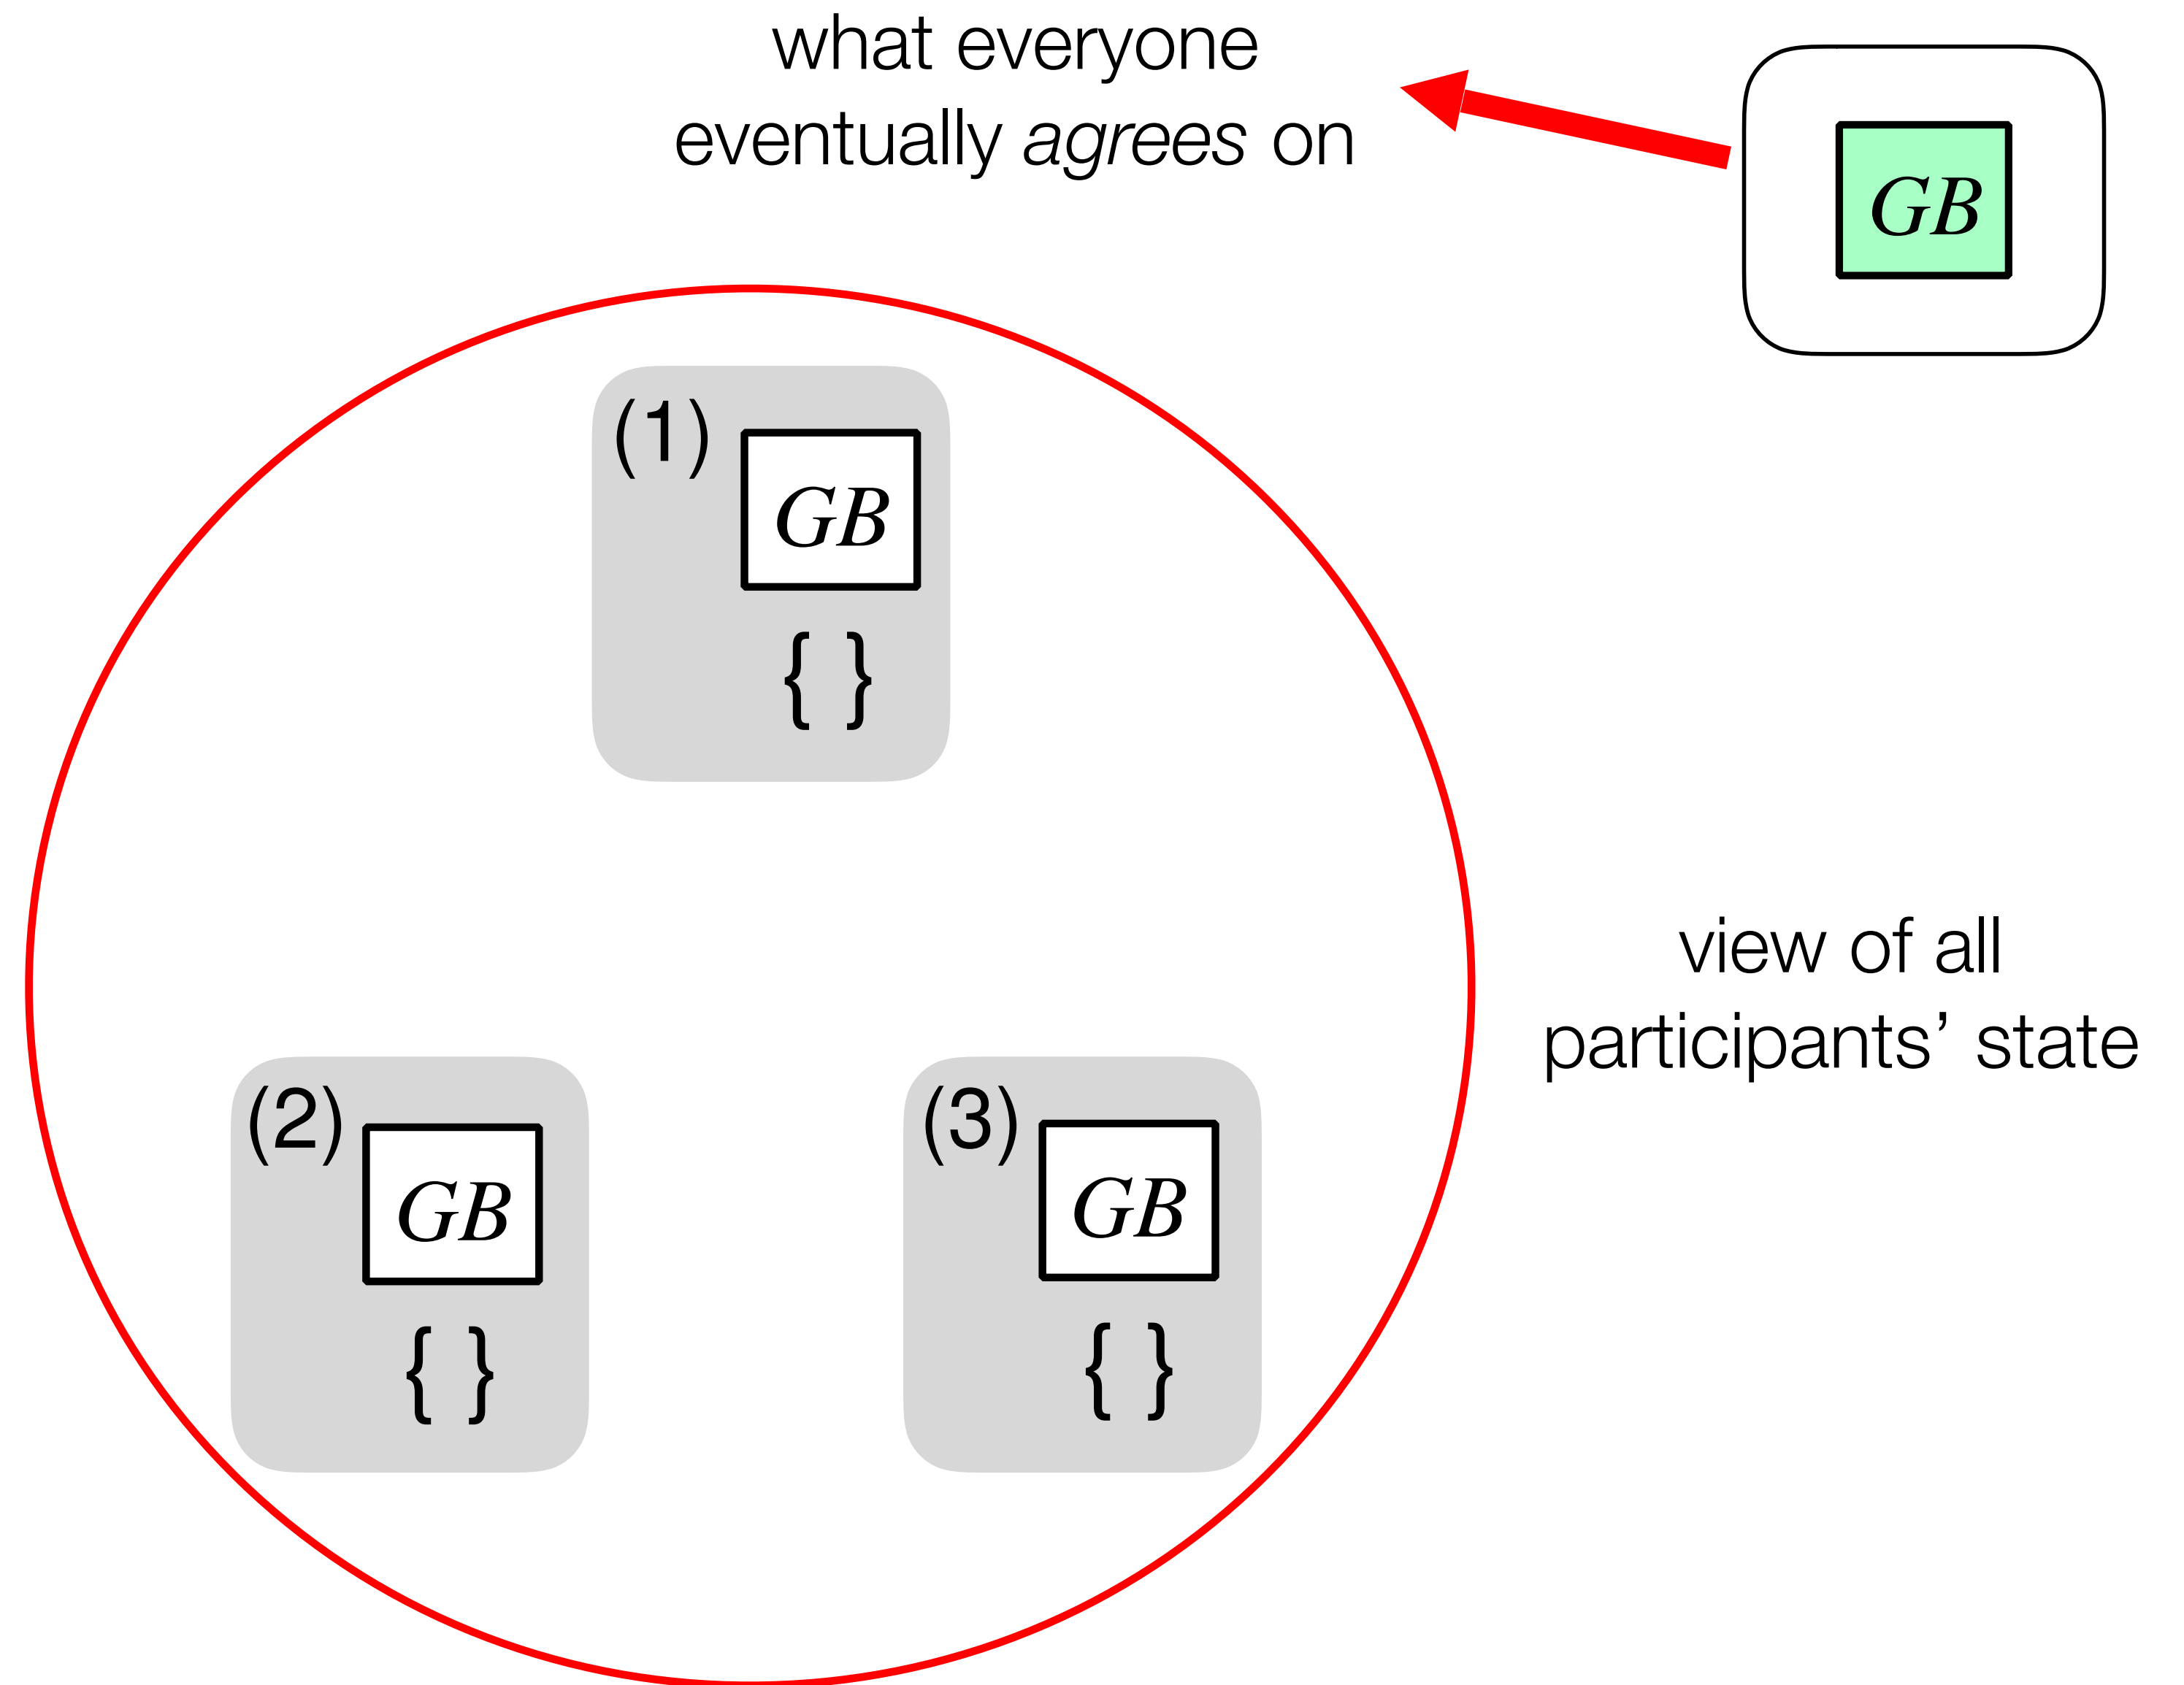 what everyone
eventually agrees on
GB
(1)
GB
{ }
view of all
participants’ state
(2)
GB
{ }
(3)
GB
{ }